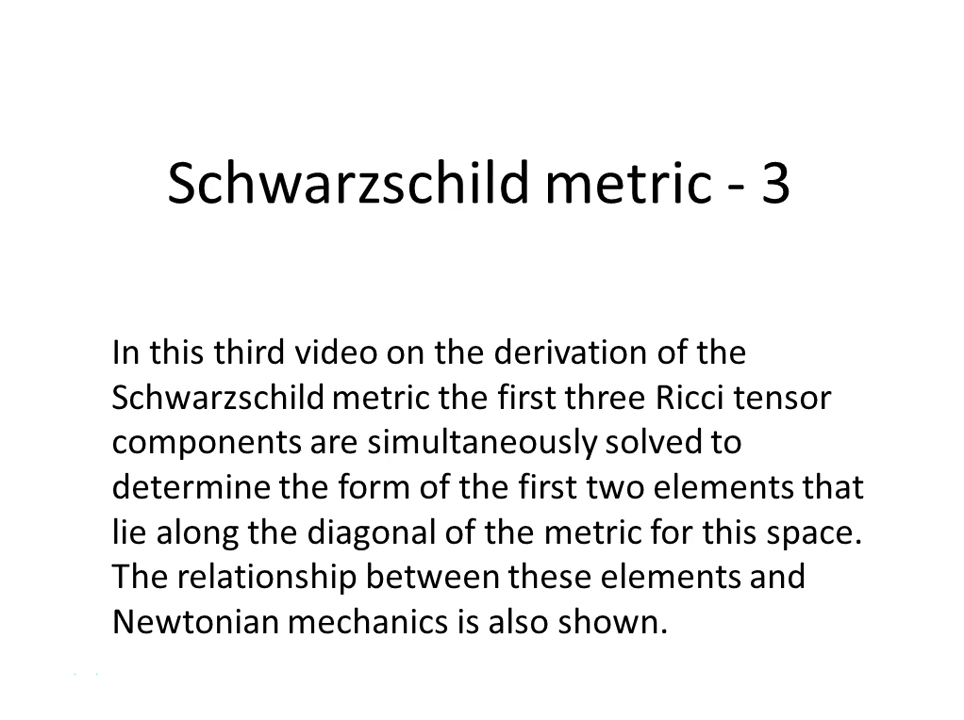 Schwarzschild metric - 3
In this third video on the derivation of the
Schwarzschild metric the first three Ricci tensor
components are simultaneously solved to
determine the form of the first two elements that
lie along the diagonal of the metric for this space.
The relationship between these elements and
Newtonian mechanics is also shown.